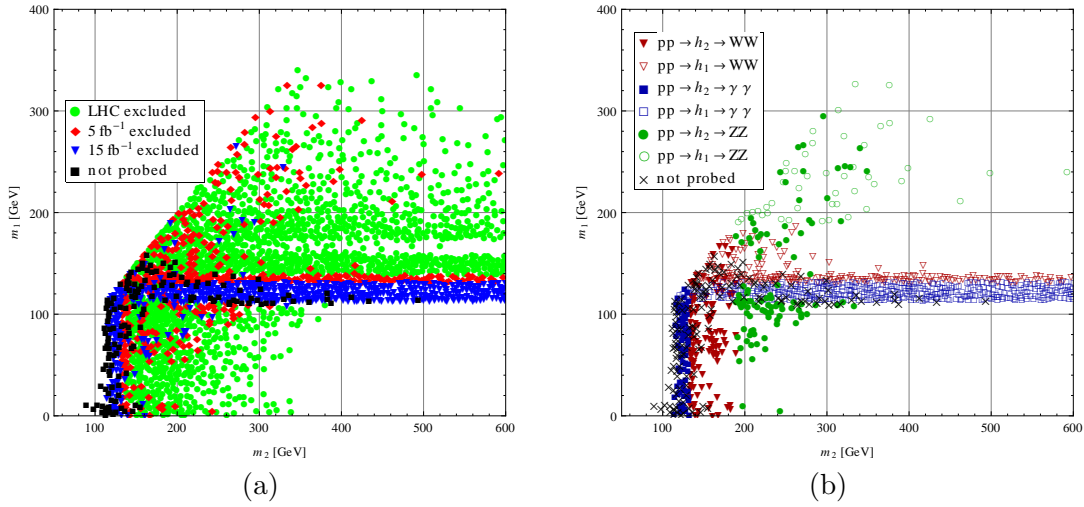 400
300
200
100
0
m₁ [GeV]
LHC excluded
5 fb⁻¹ excluded
15 fb⁻¹ excluded
not probed
100 200 300 400 500 600
m₂ [GeV]
(a)
400
300
200
100
0
m₁ [GeV]
pp → h₂ → WW
pp → h₁ → WW
pp → h₂ → γ γ
pp → h₁ → γ γ
pp → h₂ → ZZ
pp → h₁ → ZZ
not probed
100 200 300 400 500 600
m₂ [GeV]
(b)